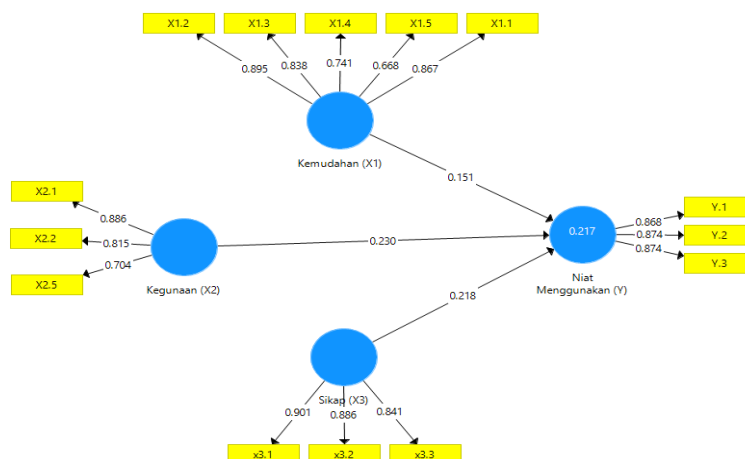 X1.2
X1.3
X1.4
X1.5
X1.1
0.895
0.838
0.741
0.668
0.867
Kemudahan (X1)
0.151
X2.1
X2.2
X2.5
0.886
0.815
0.704
Kegunaan (X2)
0.230
0.218
0.217
Niat
Menggunakan (Y)
0.868
0.874
0.874
Y.1
Y.2
Y.3
Sikap (X3)
0.901
0.886
0.841
x3.1
x3.2
x3.3